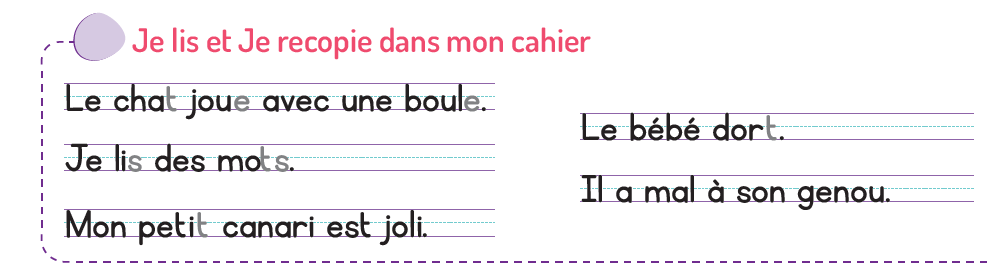 Je lis et Je recopie dans mon cahier
Le chat joue avec une boule.
Je lis des mots.
Mon petit canari est joli.
Le bébé dort.
Il a mal à son genou.